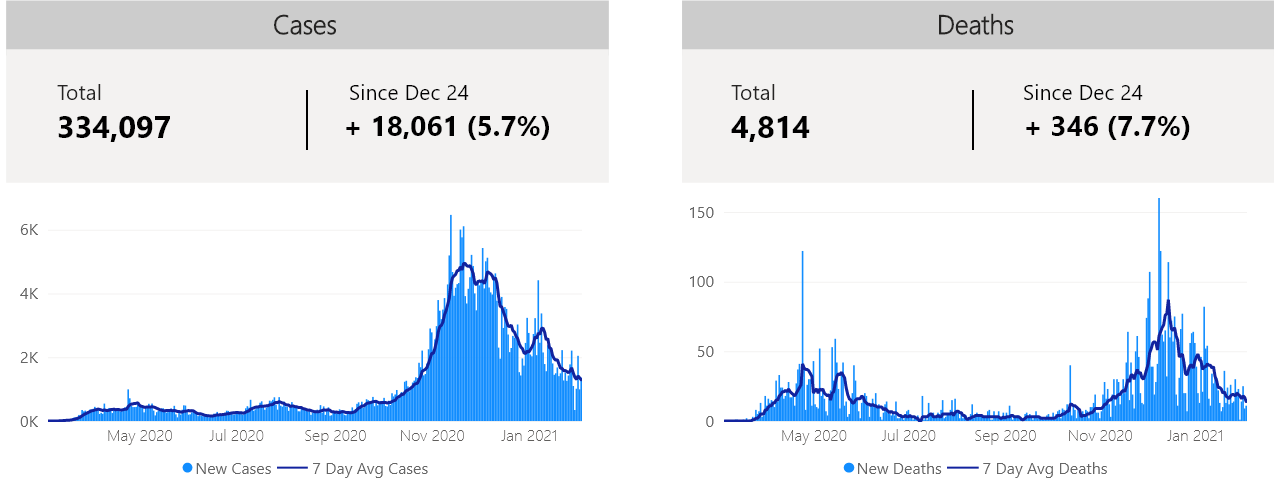 Cases
Total
334,097
Since Dec 24
+ 18,061 (5.7%)
6K
4K
2K
0K
May 2020 Jul 2020 Sep 2020 Nov 2020 Jan 2021
New Cases 7 Day Avg Cases
Deaths
Total
4,814
Since Dec 24
+ 346 (7.7%)
150
100
50
0
May 2020 Jul 2020 Sep 2020 Nov 2020 Jan 2021
New Deaths 7 Day Avg Deaths